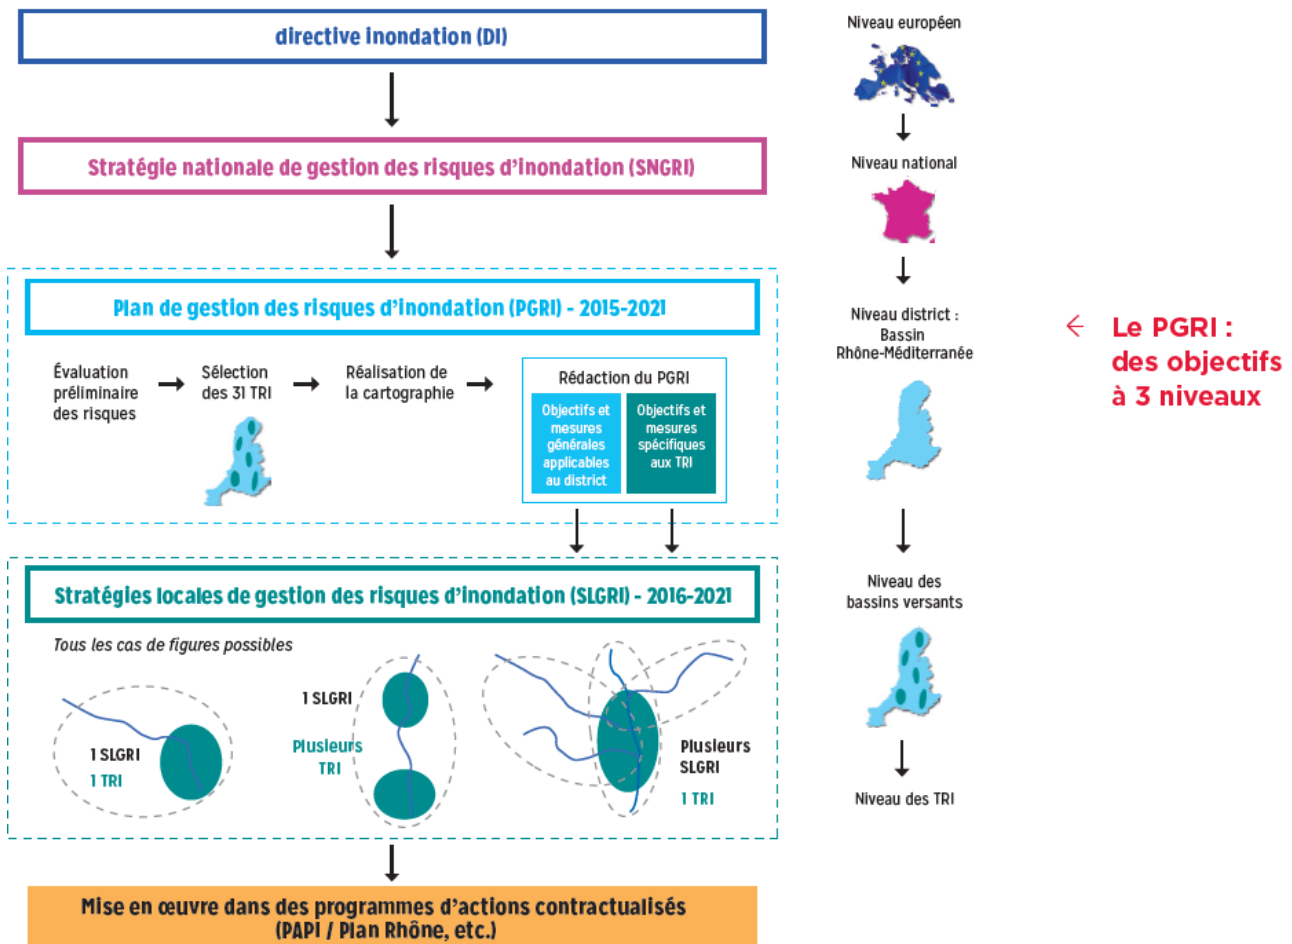 directive inondation (DI)
Niveau européen
Stratégie nationale de gestion des risques d'inondation (SNGRI)
Niveau national
Plan de gestion des risques d'inondation (PGRI) - 2015-2021
Évaluation
préliminaire
des risques
Sélection
des 31 TRI
Réalisation de
la cartographie
Rédaction du PGRI
Objectifs et
mesures
générales
applicables
au district
Objectifs et
mesures
spécifiques
aux TRI
Niveau district :
Bassin
Rhône-Méditerranée
Le PGRI :
des objectifs
à 3 niveaux
Stratégies locales de gestion des risques d'inondation (SLGRI) - 2016-2021
Tous les cas de figures possibles
1 SLGRI
1 TRI
1 SLGRI
Plusieurs
TRI
Plusieurs
SLGRI
1 TRI
Niveau des
bassins versants
Niveau des TRI
Mise en œuvre dans des programmes d'actions contractualisés
(PAPI / Plan Rhône, etc.)